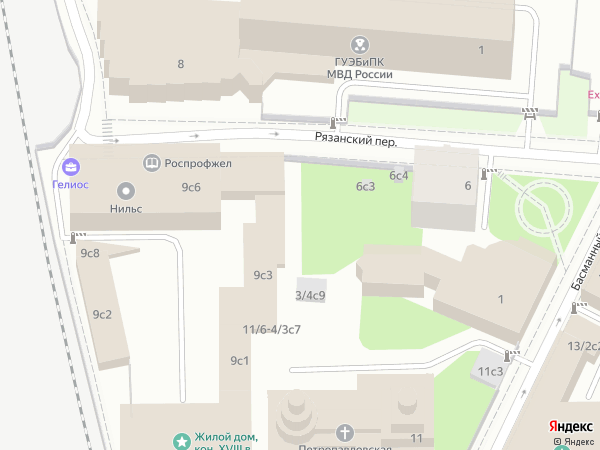 ГУЭБиПК
МВД России
1
8
Ex
Рязанский пер.
Роспрофжел
Гелиос
9с6
Нильс
6с3
6с4
6
Басманный
9с8
9с3
3/4с9
1
9с2
11/6-4/3с7
9с1
11с3
13/2с2
Жилой дом,
кон. XVIII в.
Петропавловская
11
Яндекс
Яндекс